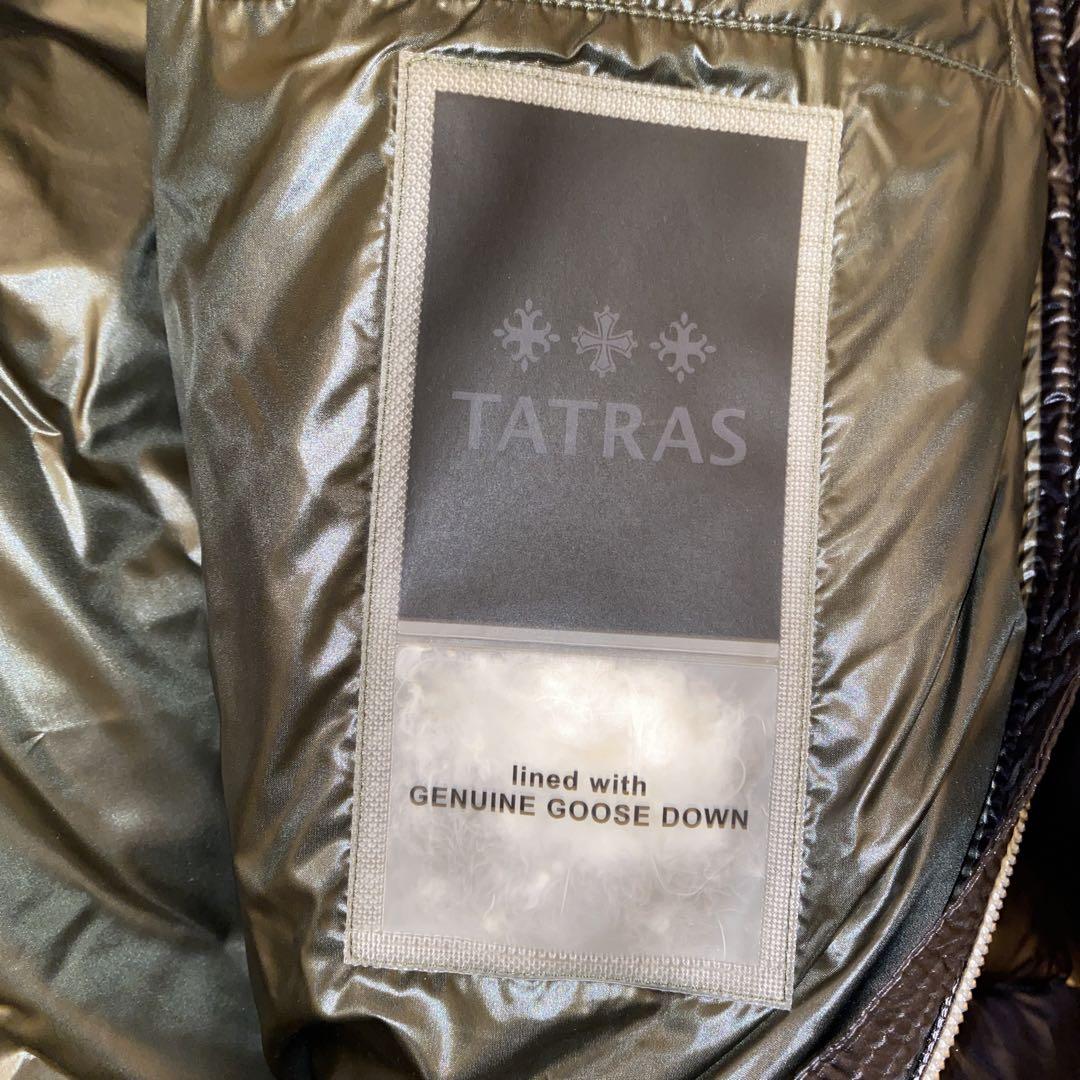 TATRAS
lined with
GENUINE GOOSE DOWN